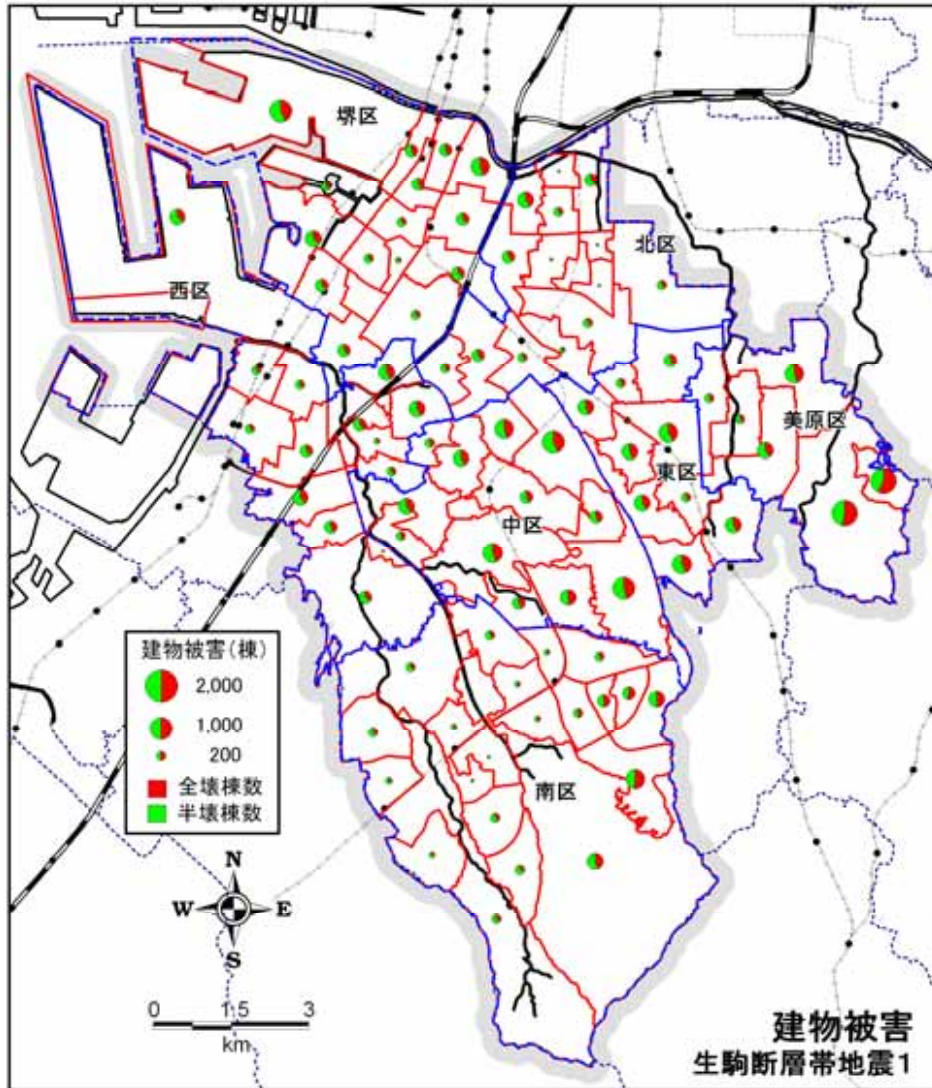 堺区
北区
西区
美原区
東区
中区
建物被害(棟)
2,000
1,000
200
全壊棟数
半壊棟数
南区
N
W E
S
0 1.5 3
km
建物被害
生駒断層帯地震1